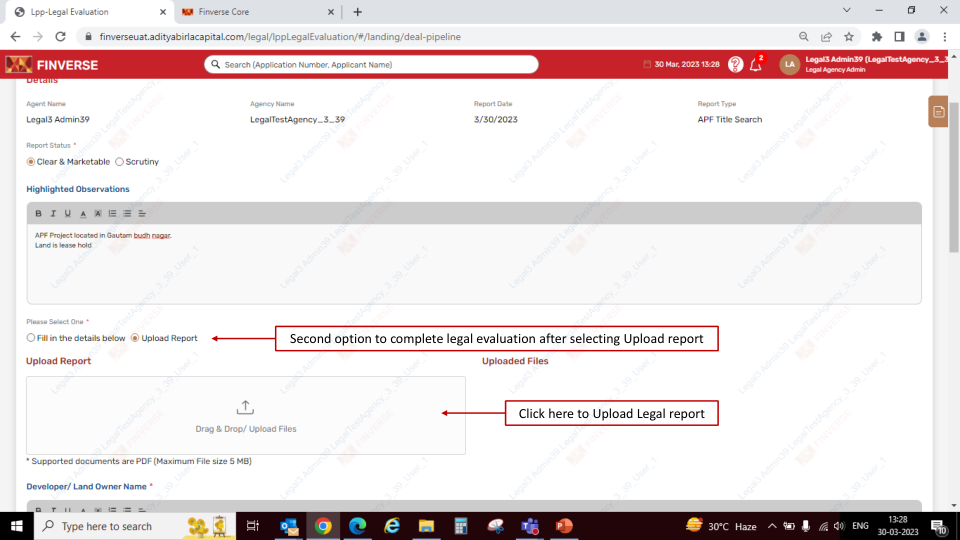 Lpp-Legal Evaluation
Finverse Core
finverseuat.adityabirlacapital.com/legal/lppLegalEvaluation/#/landing/deal-pipeline
FINVERSE
Search (Application Number, Applicant Name)
30 Mar, 2023 13:28
2
LA
Legal3 Admin39 (LegalTestAgency_3_3
Legal Agency Admin
Details
Agent Name
Agency Name
Report Date
Report Type
Legal3 Admin39
LegalTestAgency_3_39
3/30/2023
APF Title Search
Report Status *
Clear & Marketable
Scrutiny
Highlighted Observations
B I U A A
APF Project located in Gautam budh nagar.
Land is lease hold
Please Select One *
Fill in the details below
Upload Report
Second option to complete legal evaluation after selecting Upload report
Upload Report
Uploaded Files
Click here to Upload Legal report
Drag & Drop/ Upload Files
* Supported documents are PDF (Maximum File size 5 MB)
Developer/ Land Owner Name *
B I U A A
Type here to search
30°C Haze
ENG
13:28
30-03-2023
10